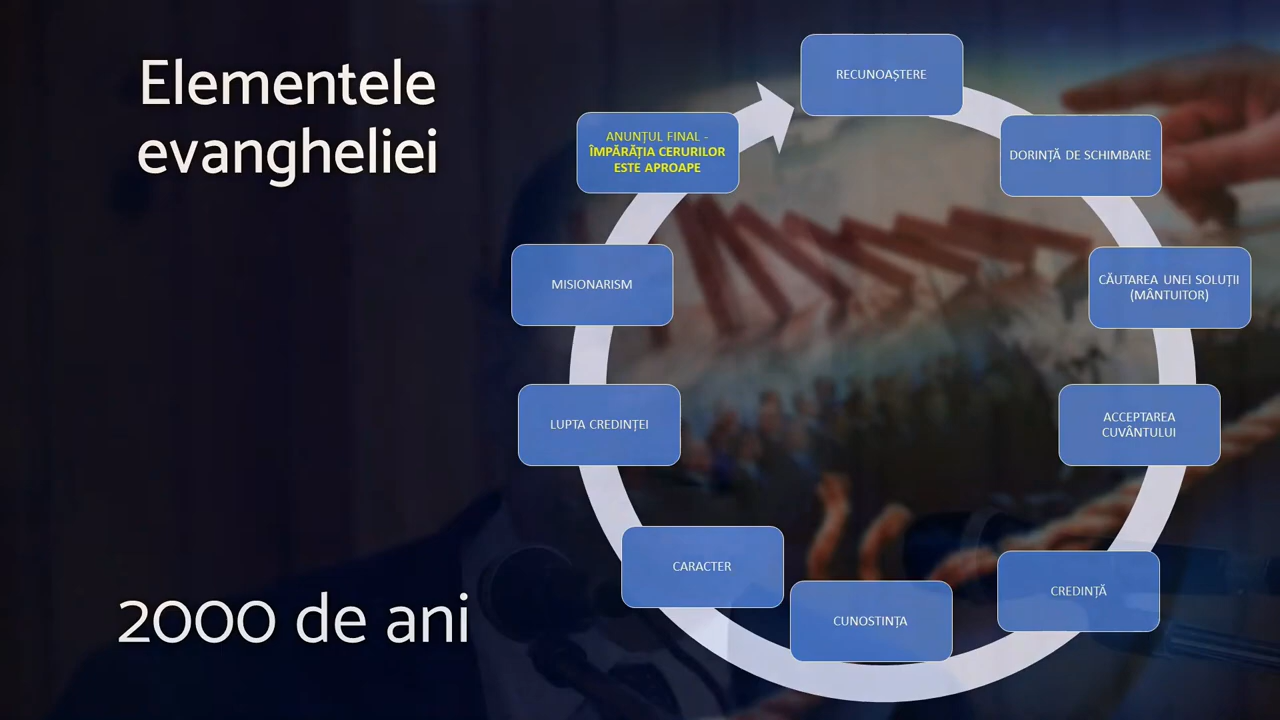 Elementele
evangheliei
RECUNOAȘTERE
DORINȚĂ DE SCHIMBARE
CĂUTAREA UNEI SOLUȚII
(MÂNTUITOR)
ACCEPTAREA
CUVÂNTULUI
CREDINȚĂ
CUNOSTINȚA
CARACTER
LUPTA CREDINȚEI
MISIONARISM
ANUNȚUL FINAL -
ÎMPĂRĂȚIA CERURILOR
ESTE APROAPE
2000 de ani